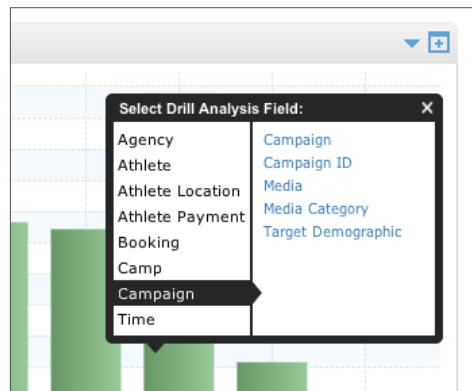 Select Drill Analysis Field:
Agency
Athlete
Athlete Location
Athlete Payment
Booking
Camp
Campaign
Time
Campaign
Campaign ID
Media
Media Category
Target Demographic